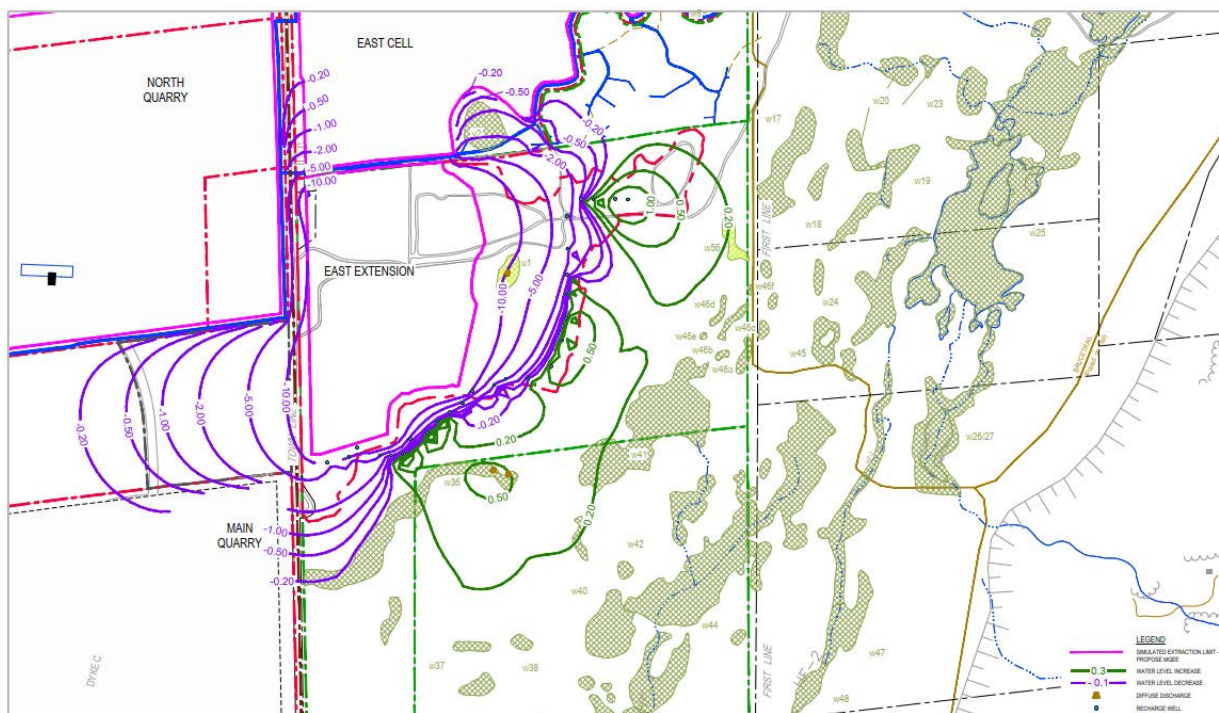 EAST CELL
NORTH
QUARRY
-0.20
-0.50
-1.00
-2.00
-5.00
-10.00
-0.20
-0.50
-0.20
-0.50
-2.00
1.00
0.50
0.20
EAST EXTENSION
u1
-10.00
-5.00
w17
w20
w23
w19
w18
w25
w56
FIRST LINE
w46f
w46d
w46c
w46e
w46b
w46a
w24
w45
0.50
-0.20
-0.50
-1.00
-2.00
-5.00
-10.00
-0.20
0.20
w41
w26/27
w36
0.50
0.20
MAIN
QUARRY
-1.00
-0.50
-0.20
w42
w40
w44
w37
w38
w47
w48
DYKE C
FIRST LINE
HF-2
LEGEND
SIMULATED EXTRACTION LIMIT -
PROPOSE MQEE
0.3 WATER LEVEL INCREASE
- 0.1 WATER LEVEL DECREASE
DIFFUSE DISCHARGE
RECHARGE WELL